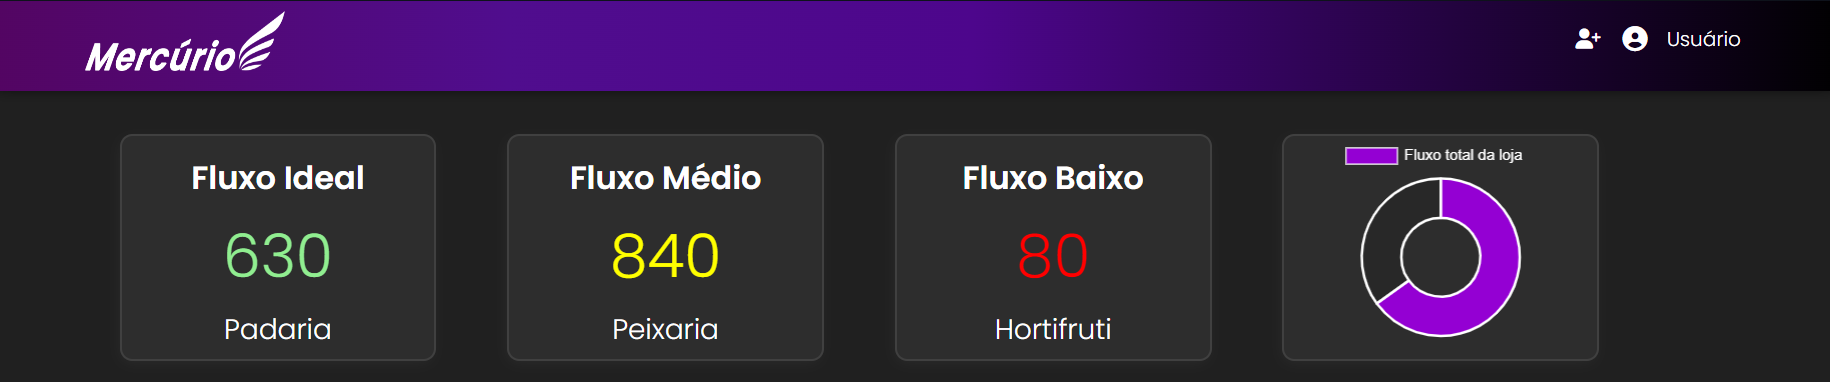 Mercúrio
Usuário
Fluxo Ideal
630
Padaria
Fluxo Médio
840
Peixaria
Fluxo Baixo
80
Hortifruti
Fluxo total da loja